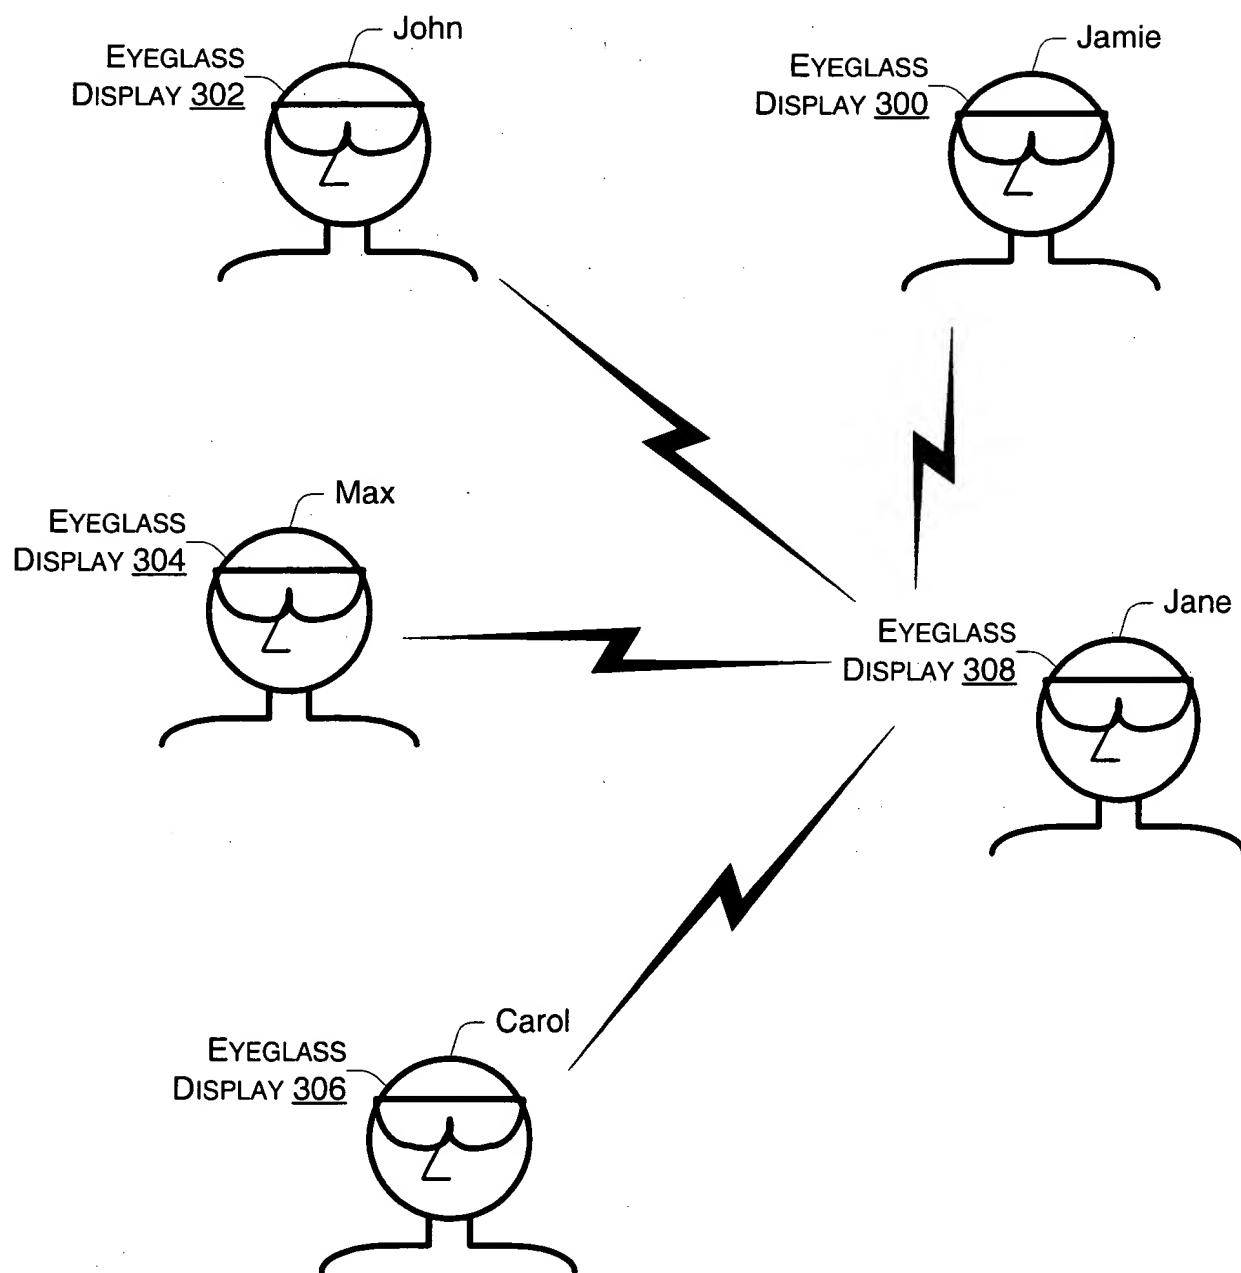 John
EYEGLASS
DISPLAY 302
Jamie
EYEGLASS
DISPLAY 300
Max
EYEGLASS
DISPLAY 304
Jane
EYEGLASS
DISPLAY 308
Carol
EYEGLASS
DISPLAY 306